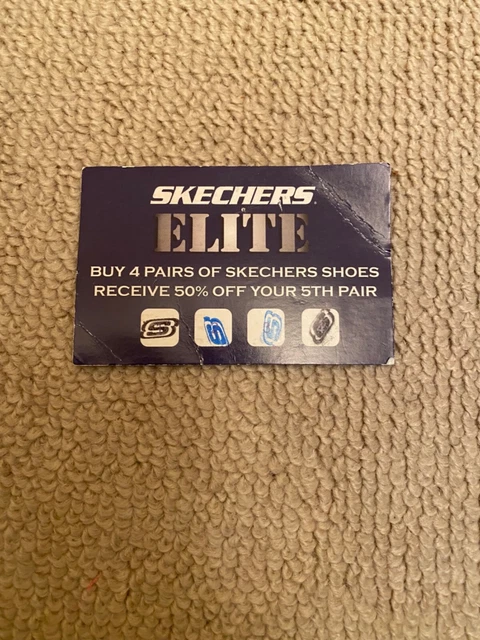 SKECHERS
ELITE
BUY 4 PAIRS OF SKECHERS SHOES
RECEIVE 50% OFF YOUR 5TH PAIR
S S S S